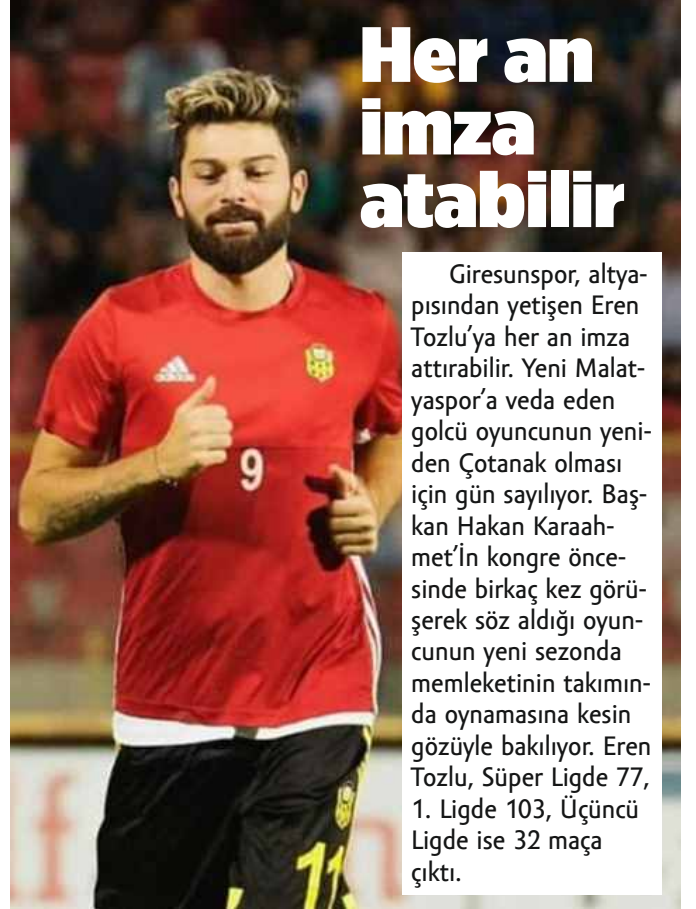 Her an
imza
atabilir
Giresunspor, altya-
pısından yetişen Eren
Tozlu'ya her an imza
attırabilir. Yeni Malat-
yaspor'a veda eden
golcü oyuncunun yeni-
den Çotanak olması
için gün sayılıyor. Baş-
kan Hakan Karaah-
met'İn kongre önce-
sinde birkaç kez görü-
şerek söz aldığı oyun-
cunun yeni sezonda
memleketinin takımın-
da oynamasına kesin
gözüyle bakılıyor. Eren
Tozlu, Süper Ligde 77,
1. Ligde 103, Üçüncü
Ligde ise 32 maça
çıktı.
adidas
9
11